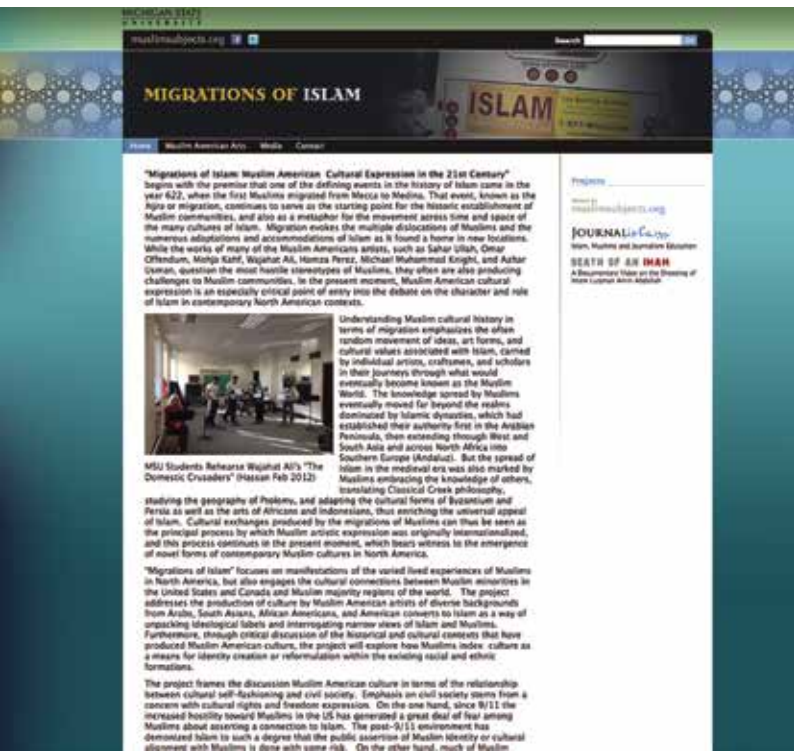 MICHIGAN STATE
UNIVERSITY
muslimsubjects.org
Search
MIGRATIONS OF ISLAM
ISLAM
Home Muslim American Arts Media Contact
"Migrations of Islam: Muslim American Cultural Expression in the 21st Century"
begins with the premise that one of the defining events in the history of Islam came in the
year 622, when the first Muslims migrated from Mecca to Medina. That event, known as the
hijra or migration, continues to serve as the starting point for the historic establishment of
Muslim communities, and also as a metaphor for the movement across time and space of
the many cultures of Islam. Migration evokes the multiple dislocations of Muslims and the
numerous adaptations and accommodations of Islam as it found a home in new locations.
While the works of many of the Muslim Americans artists, such as Sahar Ullah, Omar
Offendum, Mohja Kahf, Wajahat Ali, Hamza Perez, Michael Muhammad Knight, and Azhar
Usman, question the most hostile stereotypes of Muslims, they often are also producing
challenges to Muslim communities. In the present moment, Muslim American cultural
expression is an especially critical point of entry into the debate on the character and role
of Islam in contemporary North American contexts.
Understanding Muslim cultural history in
terms of migration emphasizes the often
random movement of ideas, art forms, and
cultural values associated with Islam, carried
by individual artists, craftsmen, and scholars
in their journeys through what would
eventually become known as the Muslim
World. The knowledge spread by Muslims
eventually moved far beyond the realms
dominated by Islamic dynasties, which had
established their authority first in the Arabian
Peninsula, then extending through West and
South Asia and across North Africa into
Southern Europe (Andaluz). But the spread of
Islam in the medieval era was also marked by
Muslims embracing the knowledge of others,
translating Classical Greek philosophy,
MSU Students Rehearse Wajahat Ali's "The
Domestic Crusaders" (Hassan Feb 2012)
studying the geography of Ptolemy, and adapting the cultural forms of Byzantium and
Persia as well as the arts of Africans and Indonesians, thus enriching the universal appeal
of Islam. Cultural exchanges produced by the migrations of Muslims can thus be seen as
the principal process by which Muslim artistic expression was originally internationalized,
and this process continues in the present moment, which bears witness to the emergence
of novel forms of contemporary Muslim cultures in North America.
"Migrations of Islam" focuses on manifestations of the varied lived experiences of Muslims
in North America, but also engages the cultural connections between Muslim minorities in
the United States and Canada and Muslim majority regions of the world. The project
addresses the production of culture by Muslim American artists of diverse backgrounds
from Arabs, South Asians, African Americans, and American converts to Islam as a way of
unpacking ideological labels and interrogating narrow views of Islam and Muslims.
Furthermore, through critical discussion of the historical and cultural contexts that have
produced Muslim American culture, the project will explore how Muslims index culture as
a means for identity creation or reformulation within the existing racial and ethnic
formations.
The project frames the discussion Muslim American culture in terms of the relationship
between cultural self-fashioning and civil society. Emphasis on civil society stems from a
concern with cultural rights and freedom expression. On the one hand, since 9/11 the
increased hostility toward Muslims in the US has generated a great deal of fear among
Muslims about asserting a connection to Islam. The post-9/11 environment has
demonized Islam to such a degree that the public assertion of Muslim identity or cultural
alignment with Muslims is done with some risk. On the other hand, much of Muslim
Projects
muslimsubjects.org
JOURNALislam
Islam, Muslims and Journalism Education
DEATH OF AN IMAM
A Documentary Video on the Shooting of
Imam Luqman Ameen Abdullah